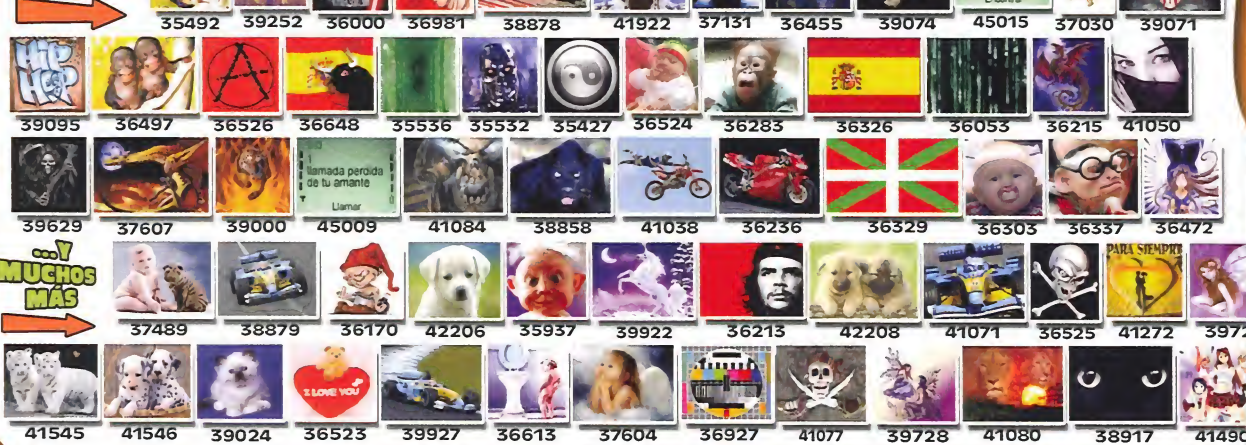 35492 39252 36000 36981 38878 41922 37131 36455 39074 45015 37030 39071
HIP
HOP
39095 36497 36526 36648 35536 35532 35427 36524 36283 36326 36053 36215 41050
llamada perdida
de tu amante
Llamar
39629 37607 39000 45009 41084 38858 41038 36236 36329 36303 36337 36472
...Y
MUCHOS
MÁS
PARA SIEMPRE
37489 38879 36170 42206 35937 39922 36213 42208 41071 36525 41272 3972
I LOVE YOU
41545 41546 39024 36523 39927 36613 37604 36927 41077 39728 41080 38917 41490